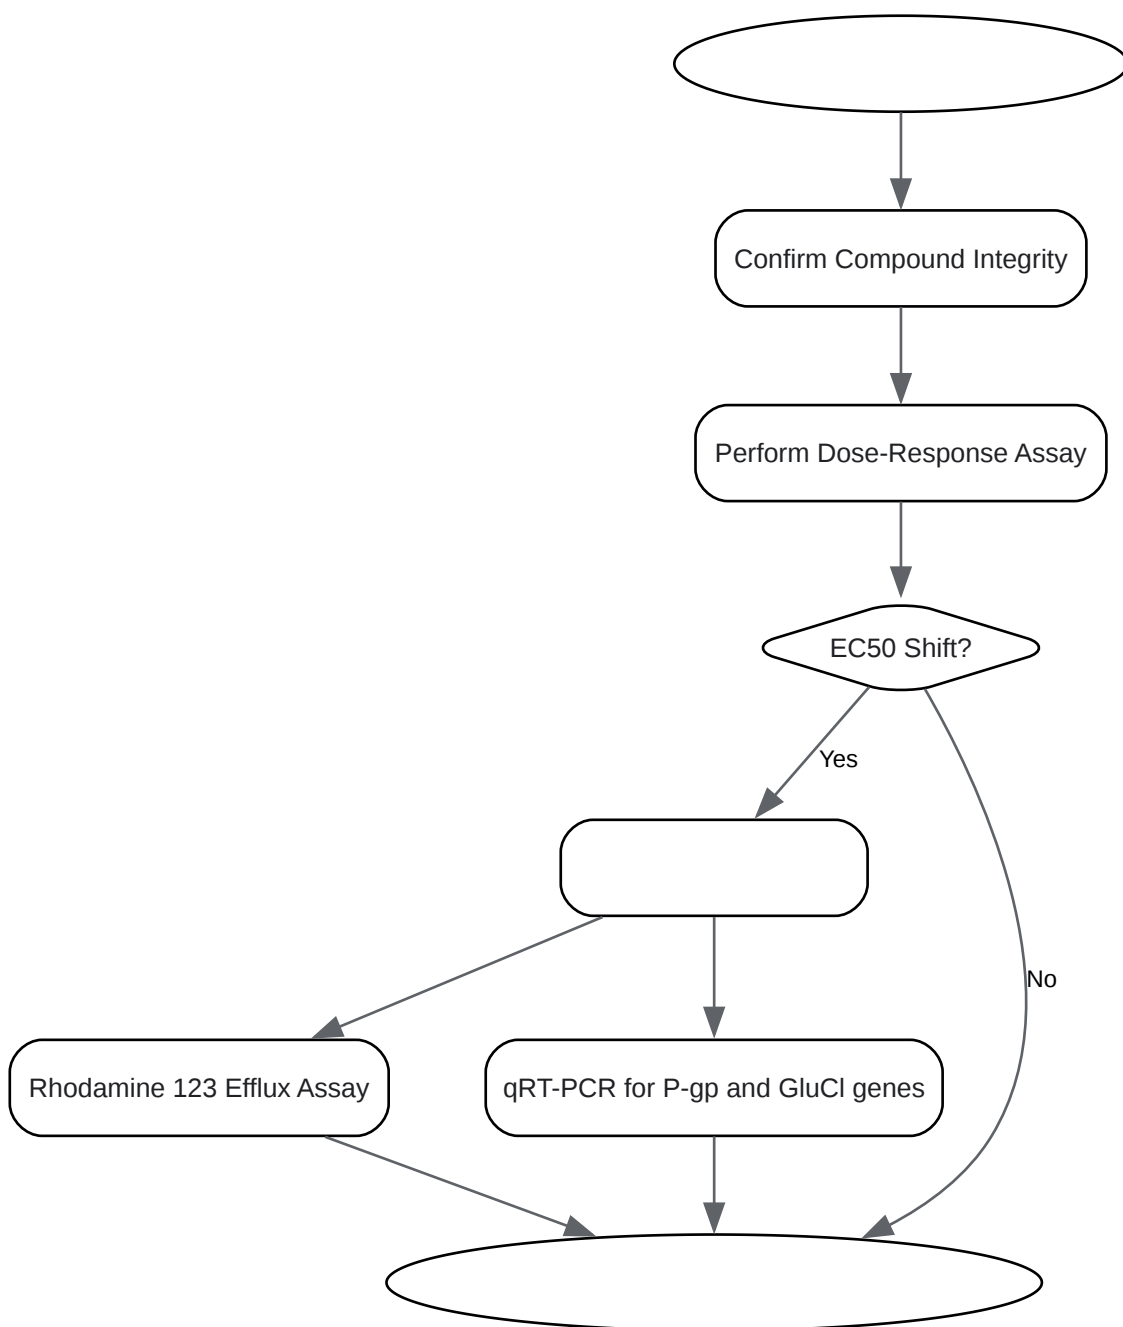 Confirm Compound Integrity
Perform Dose-Response Assay
EC50 Shift?
Yes
No
Rhodamine 123 Efflux Assay
qRT-PCR for P-gp and GluCl genes